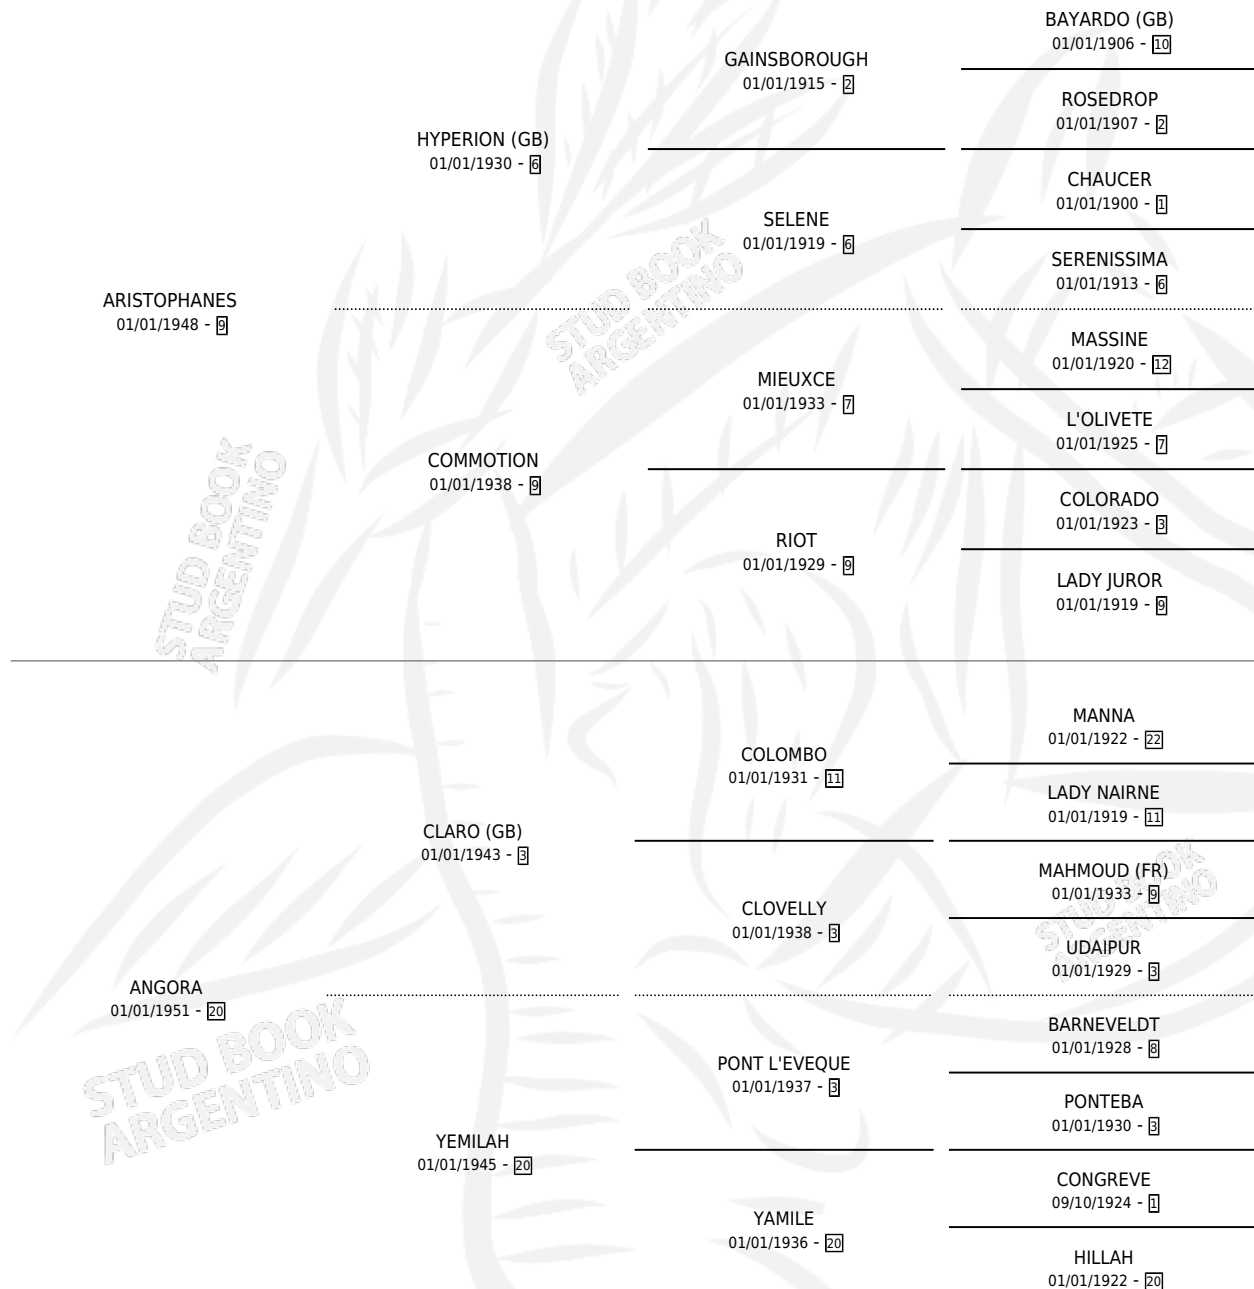 BAYARDO (GB)
01/01/1906 - 10
GAINSBOROUGH
01/01/1915 - 2
ROSEDROP
01/01/1907 - 2
HYPERION (GB)
01/01/1930 - 6
CHAUCER
01/01/1900 - 1
SELENE
01/01/1919 - 6
SERENISSIMA
01/01/1913 - 6
ARISTOPHANES
01/01/1948 - 9
STUD BOOK
ARGENTINO
MASSINE
01/01/1920 - 12
MIEUXCE
01/01/1933 - 7
L'OLIVETE
01/01/1925 - 7
COMMOTION
01/01/1938 - 9
COLORADO
01/01/1923 - 3
RIOT
01/01/1929 - 9
LADY JUROR
01/01/1919 - 9
STUD BOOK
ARGENTINO
MANNA
01/01/1922 - 22
COLOMBO
01/01/1931 - 11
LADY NAIRNE
01/01/1919 - 11
CLARO (GB)
01/01/1943 - 3
MAHMOUD (FR)
01/01/1933 - 9
CLOVELLY
01/01/1938 - 3
UDAIPUR
01/01/1929 - 3
STUD BOOK
ARGENTINO
ANGORA
01/01/1951 - 20
BARNEVELDT
01/01/1928 - 8
PONT L'EVEQUE
01/01/1937 - 3
PONTEBA
01/01/1930 - 3
STUD BOOK
ARGENTINO
YEMILAH
01/01/1945 - 20
CONGREVE
09/10/1924 - 1
YAMILE
01/01/1936 - 20
HILLAH
01/01/1922 - 20